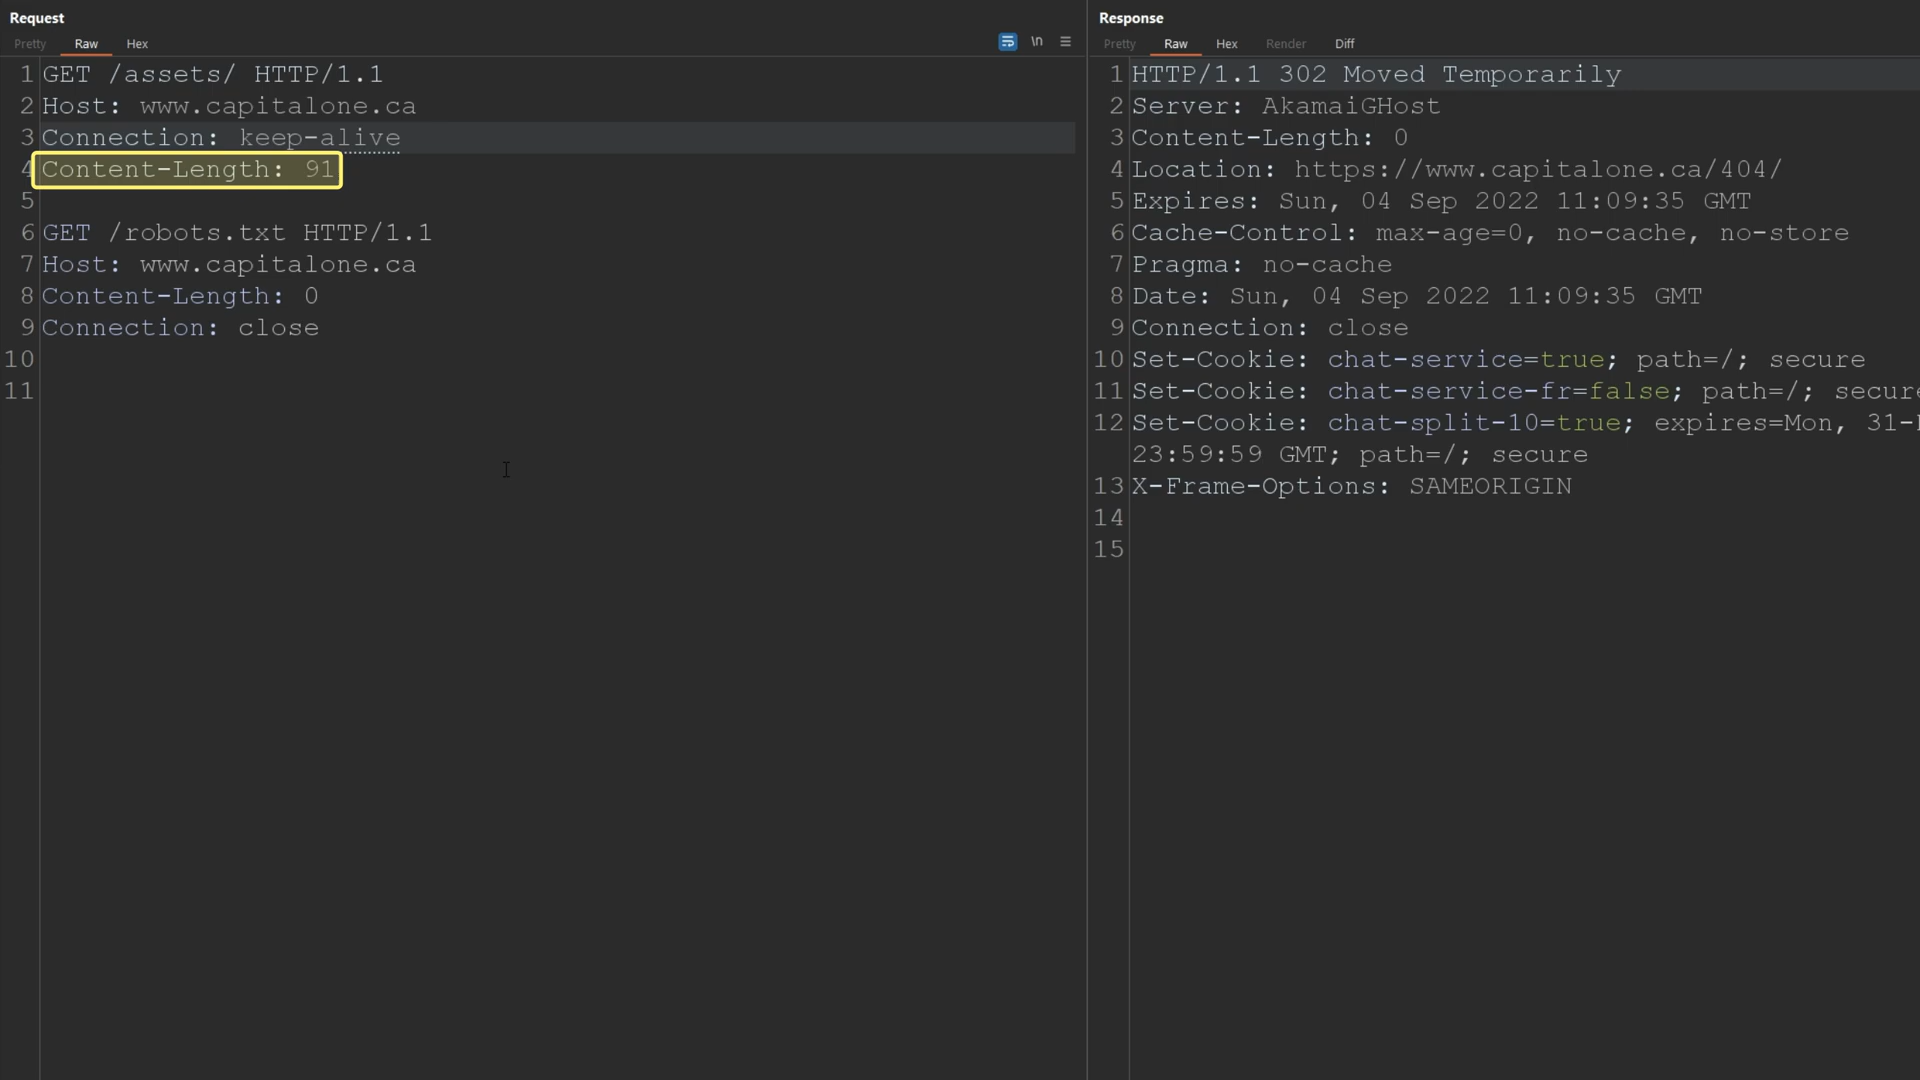 Request
Pretty Raw Hex
\n
1 GET /assets/ HTTP/1.1
2 Host: www.capitalone.ca
3 Connection: keep-alive
4 Content-Length: 91
5
6 GET /robots.txt HTTP/1.1
7 Host: www.capitalone.ca
8 Content-Length: 0
9 Connection: close
10
11
Response
Pretty Raw Hex Render Diff
1 HTTP/1.1 302 Moved Temporarily
2 Server: AkamaiGHost
3 Content-Length: 0
4 Location: https://www.capitalone.ca/404/
5 Expires: Sun, 04 Sep 2022 11:09:35 GMT
6 Cache-Control: max-age=0, no-cache, no-store
7 Pragma: no-cache
8 Date: Sun, 04 Sep 2022 11:09:35 GMT
9 Connection: close
10 Set-Cookie: chat-service=true; path=/; secure
11 Set-Cookie: chat-service-fr=false; path=/; secure
12 Set-Cookie: chat-split-10=true; expires=Mon, 31-
23:59:59 GMT; path=/; secure
13 X-Frame-Options: SAMEORIGIN
14
15